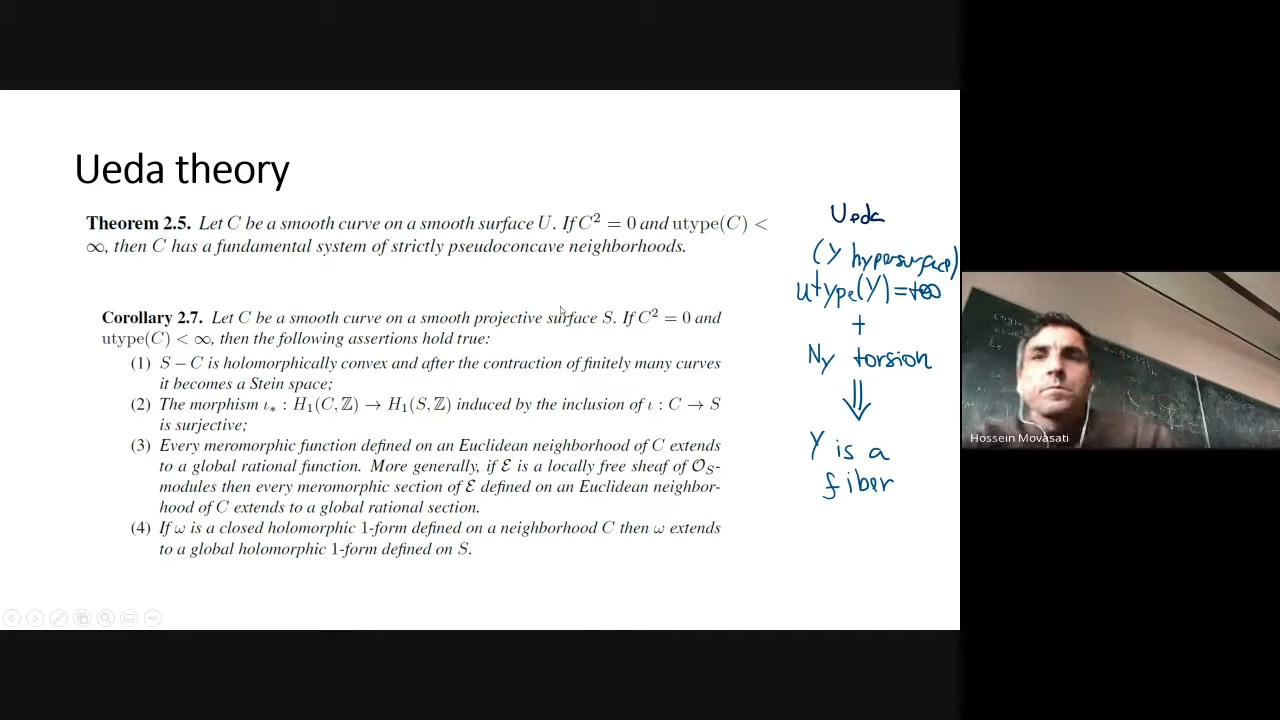 Ueda theory
Theorem 2.5. Let C be a smooth curve on a smooth surface U. If C² = 0 and utype(C) <
∞, then C has a fundamental system of strictly pseudoconcave neighborhoods.
Corollary 2.7. Let C be a smooth curve on a smooth projective surface S. If C² = 0 and
utype(C) < ∞, then the following assertions hold true:
(1) S − C is holomorphically convex and after the contraction of finitely many curves
it becomes a Stein space;
(2) The morphism ι∗ : H₁(C, ℤ) → H₁(S, ℤ) induced by the inclusion of ι : C → S
is surjective;
(3) Every meromorphic function defined on an Euclidean neighborhood of C extends
to a global rational function. More generally, if ℰ is a locally free sheaf of 𝒪_S-
modules then every meromorphic section of ℰ defined on an Euclidean neighbor-
hood of C extends to a global rational section.
(4) If ω is a closed holomorphic 1-form defined on a neighborhood C then ω extends
to a global holomorphic 1-form defined on S.
Ueda
(Y hypersurface)
utype(Y)=+∞
+
N_Y torsion
⇓
Y is a
fiber
Hossein Movasati